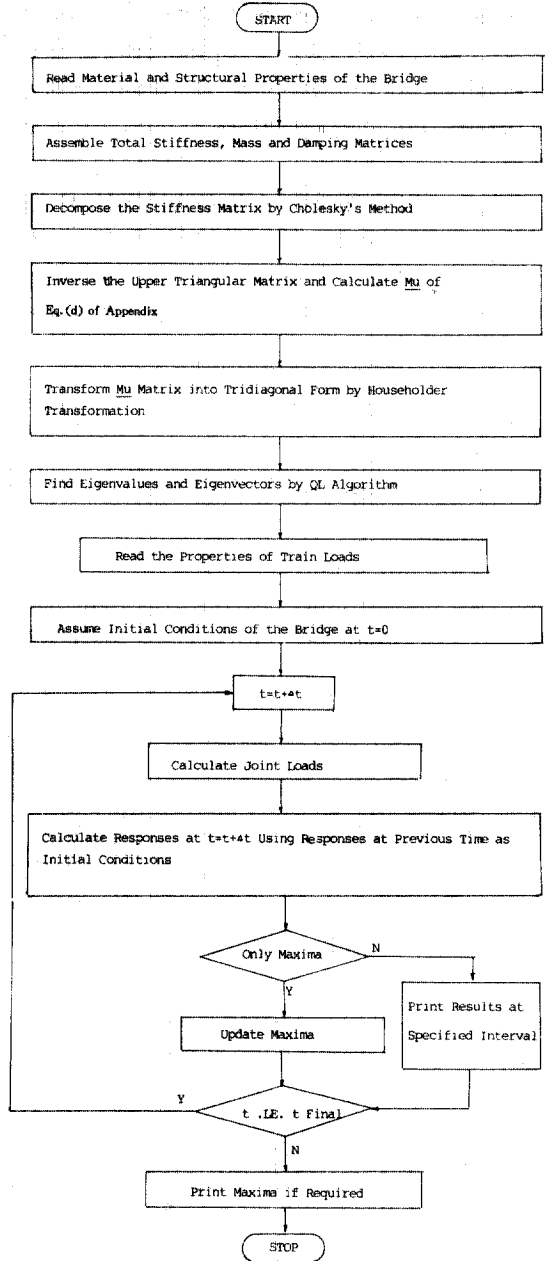 START
Read Material and Structural Properties of the Bridge
Assemble Total Stiffness, Mass and Damping Matrices
Decompose the Stiffness Matrix by Cholesky's Method
Inverse the Upper Triangular Matrix and Calculate Mu of
Eq.(d) of Appendix
Transform Mu Matrix into Tridiagonal Form by Householder
Transformation
Find Eigenvalues and Eigenvectors by QL Algorithm
Read the Properties of Train Loads
Assume Initial Conditions of the Bridge at t=0
t=t+Δt
Calculate Joint Loads
Calculate Responses at t=t+Δt Using Responses at Previous Time as
Initial Conditions
Only Maxima
N
Y
Print Results at
Specified Interval
Update Maxima
Y
t .LE. t Final
N
Print Maxima if Required
STOP